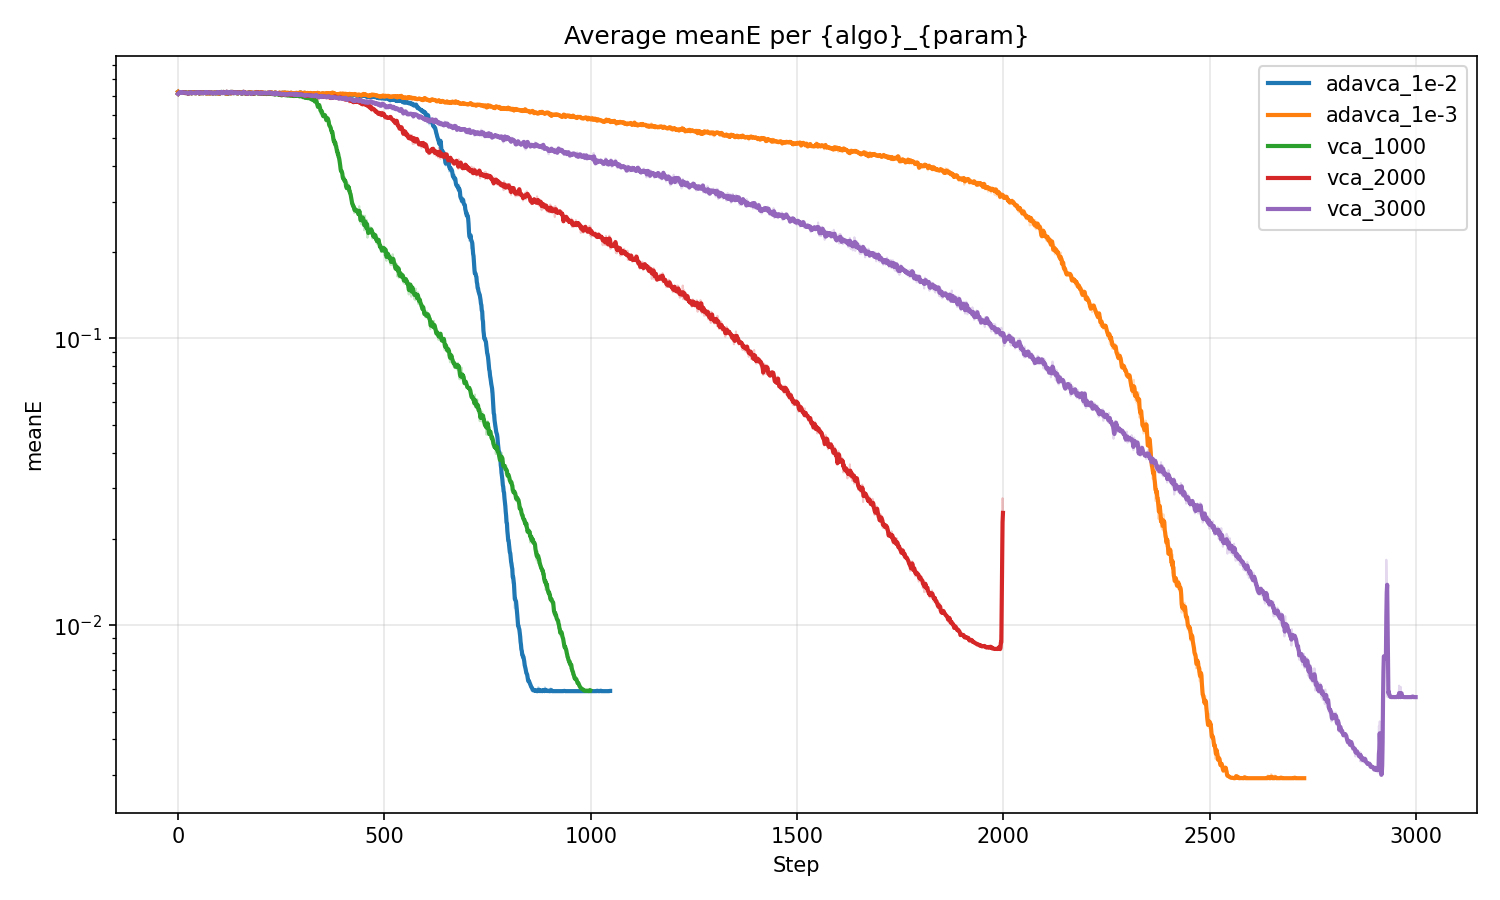 Average meanE per {algo}_{param}
adavca_1e-2
adavca_1e-3
vca_1000
vca_2000
vca_3000
meanE
10⁻¹
10⁻²
0 500 1000 1500 2000 2500 3000
Step